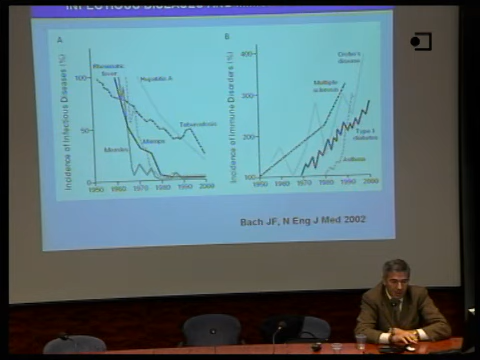 INFECTIOUS DISEASES AND
A
Incidence of Infectious Diseases (%)
100
50
0
Rheumatic
fever
Hepatitis A
Tuberculosis
Mumps
Measles
1950 1960 1970 1980 1990 2000
B
Incidence of Immune Disorders (%)
400
300
200
100
Crohn's
disease
Multiple
sclerosis
Type 1
diabetes
Asthma
1950 1960 1970 1980 1990 2000
Bach JF, N Eng J Med 2002